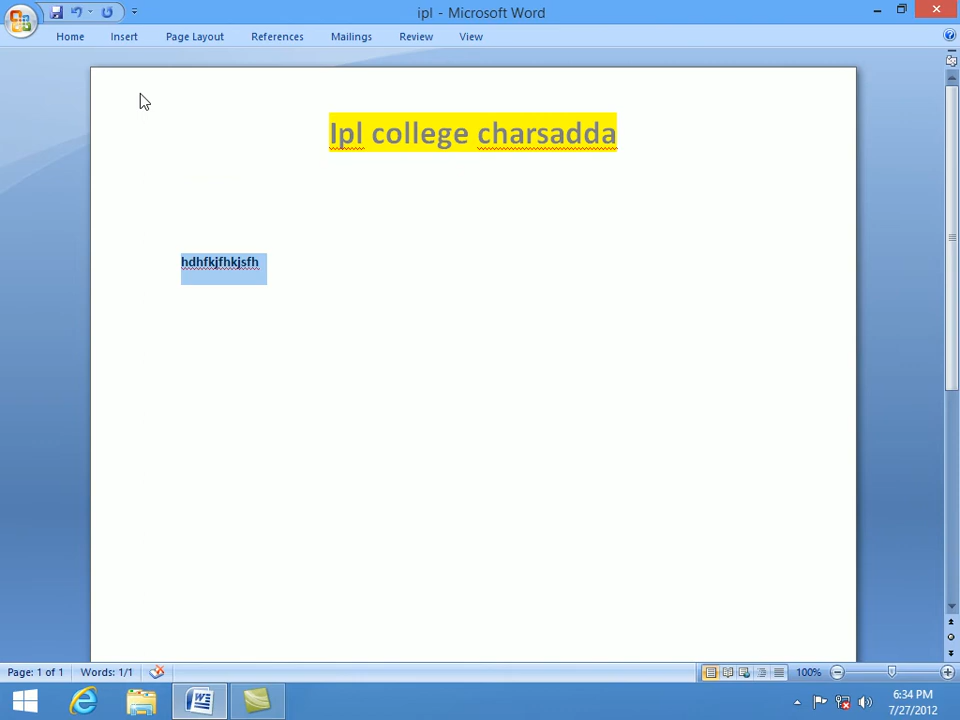 ipl - Microsoft Word
Home Insert Page Layout References Mailings Review View
Ipl college charsadda
hdhfkjfhkjsfh
Page: 1 of 1 Words: 1/1 100%
6:34 PM
7/27/2012